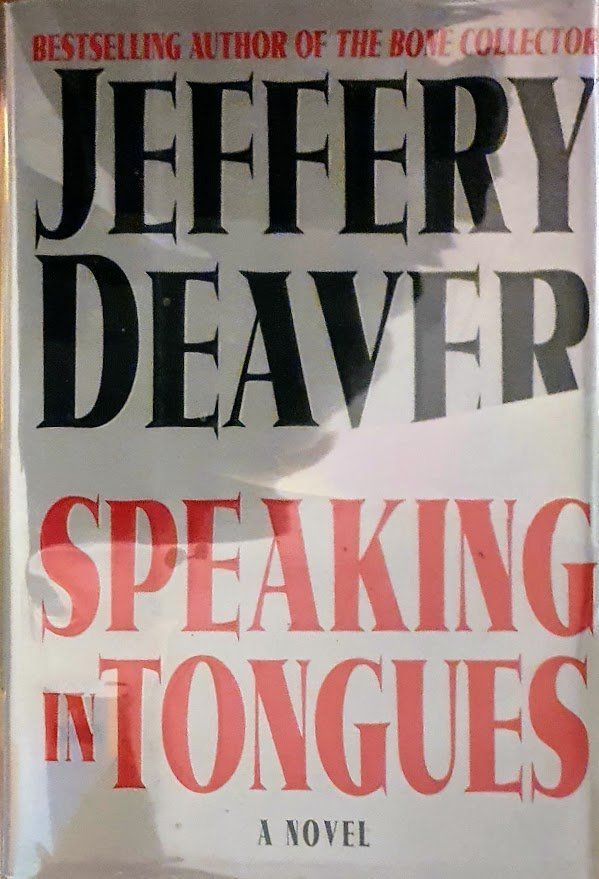 BESTSELLING AUTHOR OF THE BONE COLLECTOR
JEFFERY
DEAVER
SPEAKING
IN TONGUES
A NOVEL